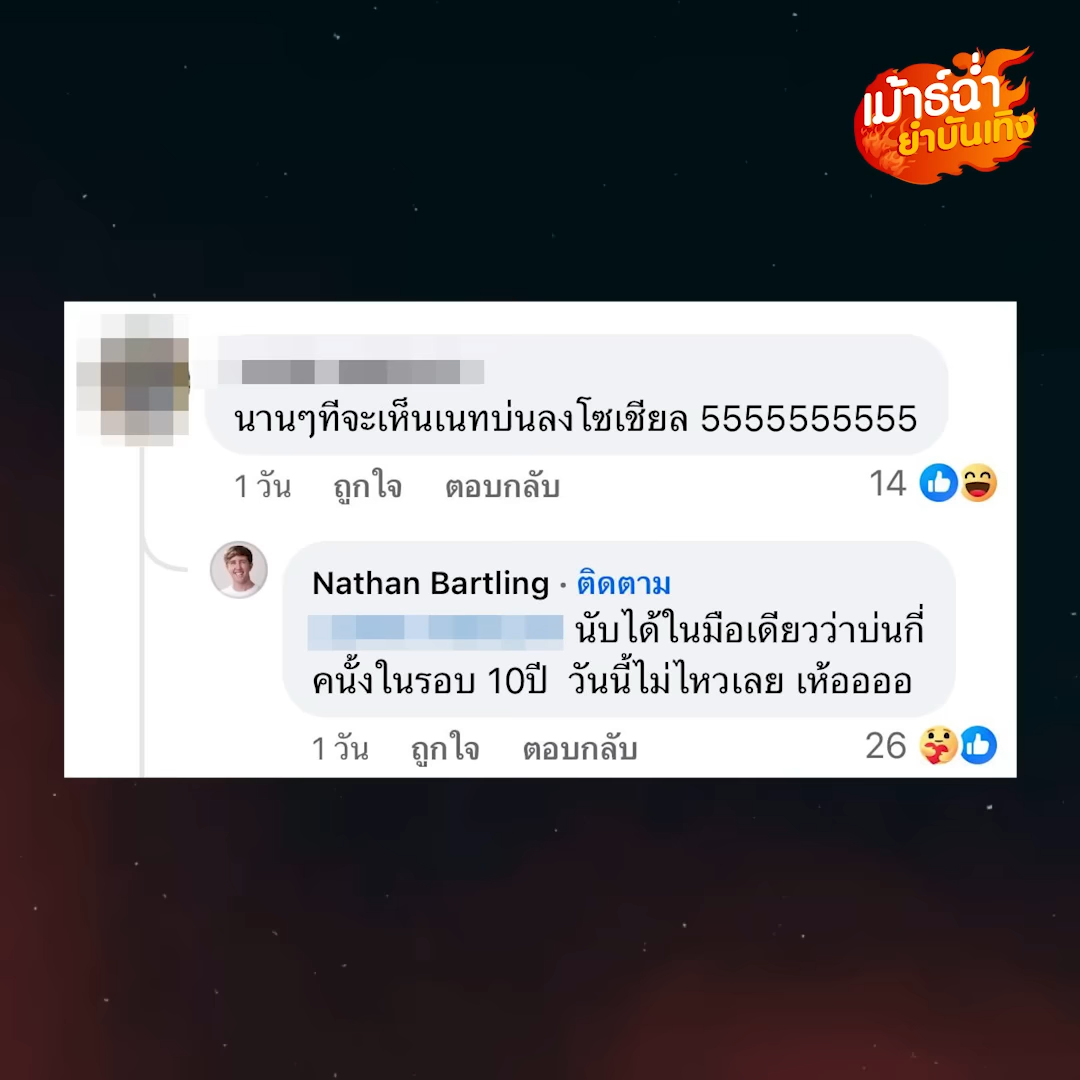 เม้าธ์ฉ่ำ
ยำบันเทิง
นานๆทีจะเห็นเนทบ่นลงโซเชียล 5555555555
1 วัน ถูกใจ ตอบกลับ 14
Nathan Bartling · ติดตาม
นับได้ในมือเดียวว่าบ่นกี่
คนั้งในรอบ 10ปี วันนี้ไม่ไหวเลย เห้ออออ
1 วัน ถูกใจ ตอบกลับ 26